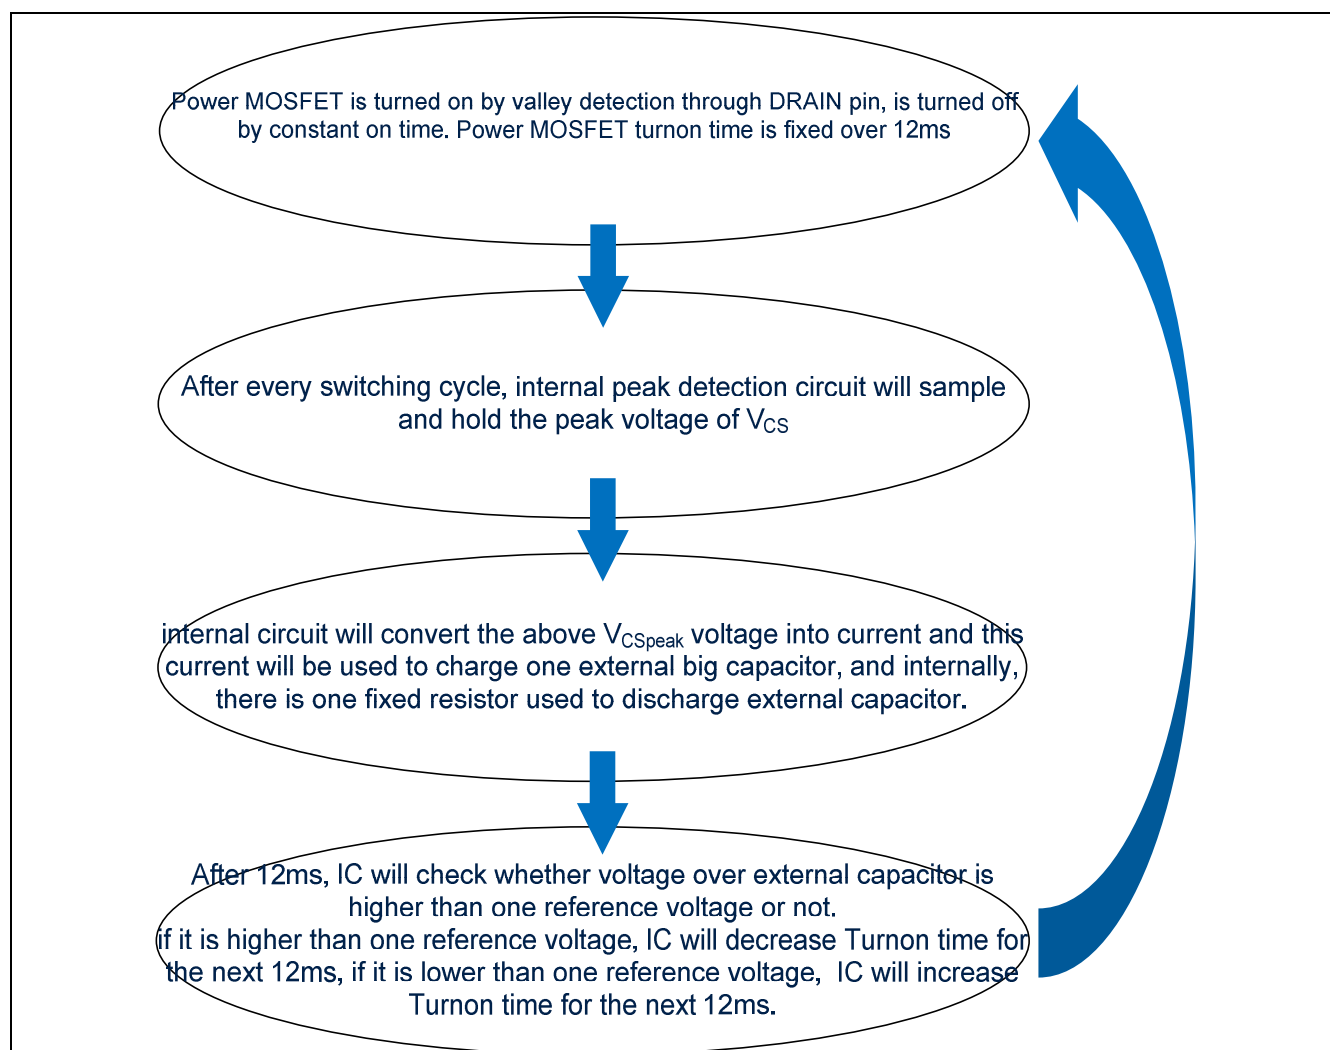 Power MOSFET is turned on by valley detection through DRAIN pin, is turned off
by constant on time. Power MOSFET turnon time is fixed over 12ms
After every switching cycle, internal peak detection circuit will sample
and hold the peak voltage of VCS
internal circuit will convert the above VCSpeak voltage into current and this
current will be used to charge one external big capacitor, and internally,
there is one fixed resistor used to discharge external capacitor.
After 12ms, IC will check whether voltage over external capacitor is
higher than one reference voltage or not.
if it is higher than one reference voltage, IC will decrease Turnon time for
the next 12ms, if it is lower than one reference voltage,  IC will increase
Turnon time for the next 12ms.